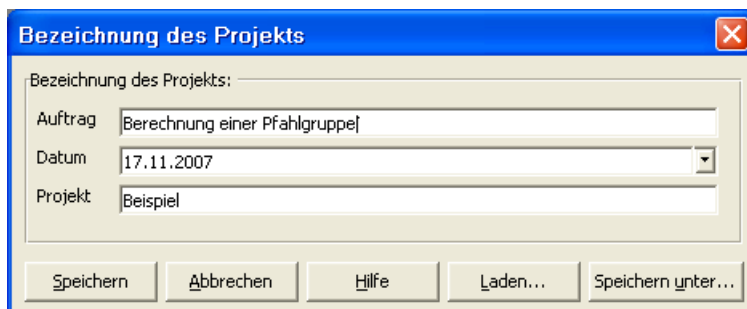 Bezeichnung des Projekts
Bezeichnung des Projekts:
Auftrag Berechnung einer Pfahlgruppe
Datum 17.11.2007
Projekt Beispiel
Speichern Abbrechen Hilfe Laden... Speichern unter...